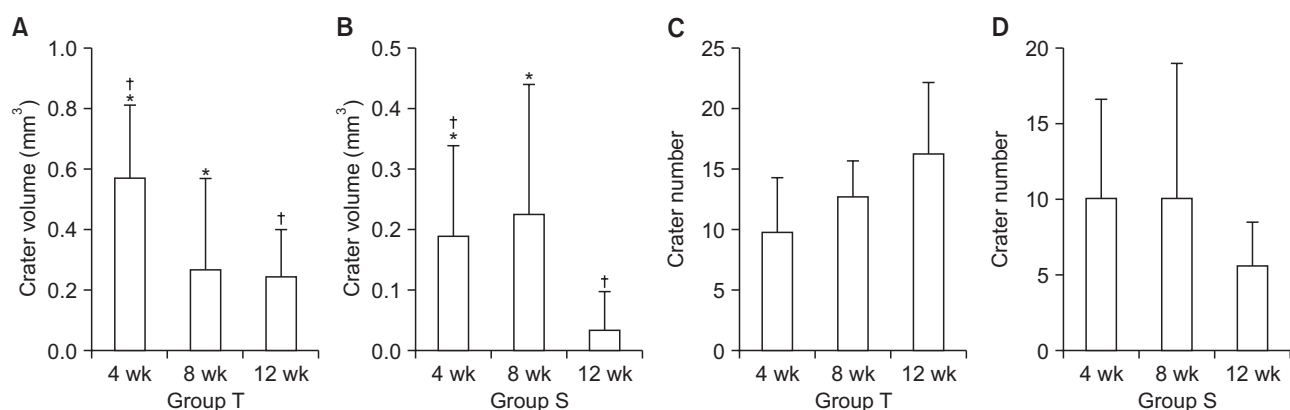 A
Crater volume (mm³)
1.0
0.8
0.6
0.4
0.2
0.0
†
*
*
†
4 wk 8 wk 12 wk
Group T
B
Crater volume (mm³)
0.5
0.4
0.3
0.2
0.1
0.0
†
*
*
†
4 wk 8 wk 12 wk
Group S
C
Crater number
25
20
15
10
5
0
4 wk 8 wk 12 wk
Group T
D
Crater number
20
15
10
5
0
4 wk 8 wk 12 wk
Group S